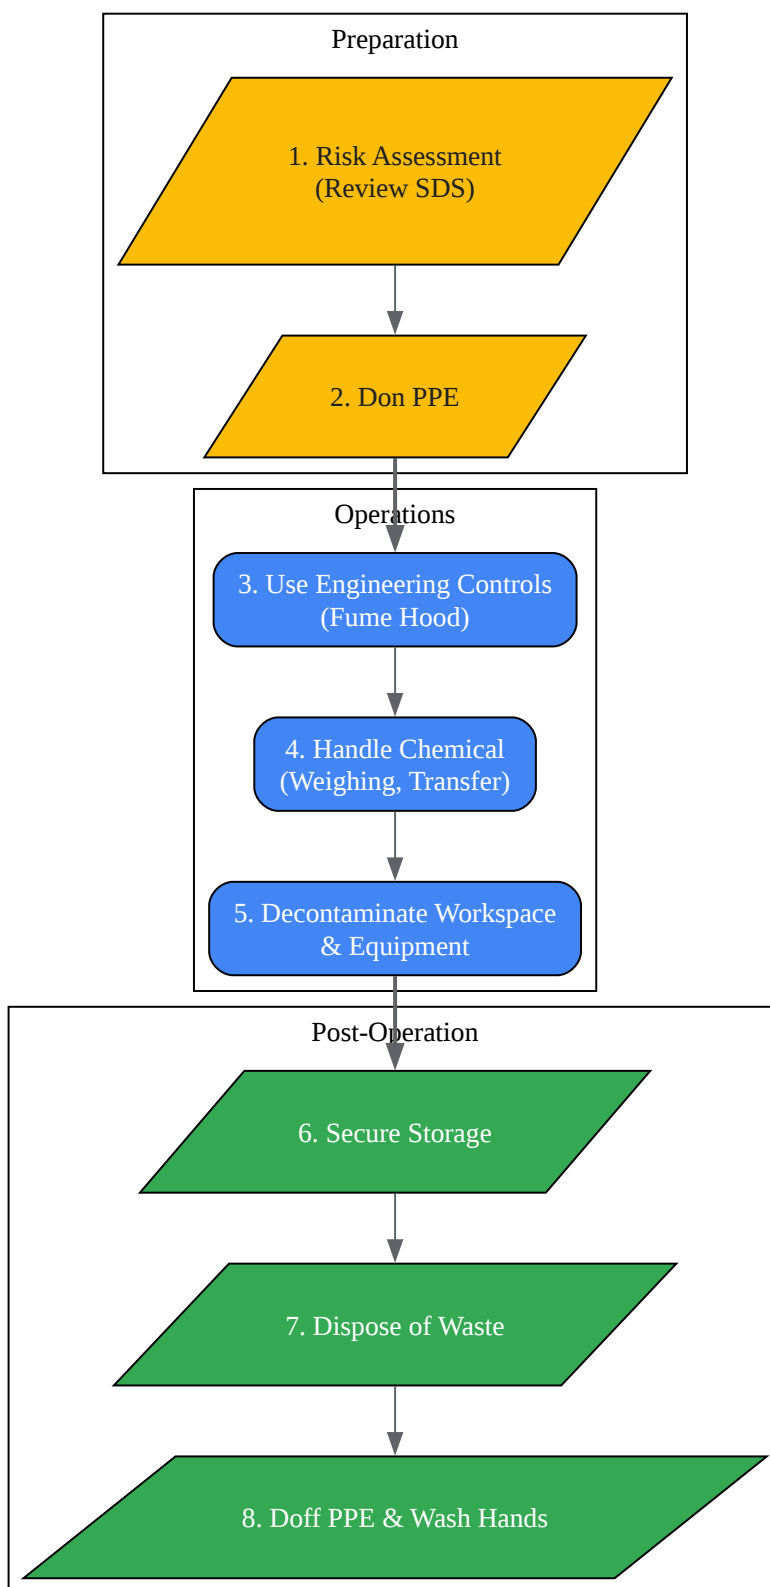 Preparation
1. Risk Assessment
(Review SDS)
2. Don PPE
Operations
3. Use Engineering Controls
(Fume Hood)
4. Handle Chemical
(Weighing, Transfer)
5. Decontaminate Workspace
& Equipment
Post-Operation
6. Secure Storage
7. Dispose of Waste
8. Doff PPE & Wash Hands